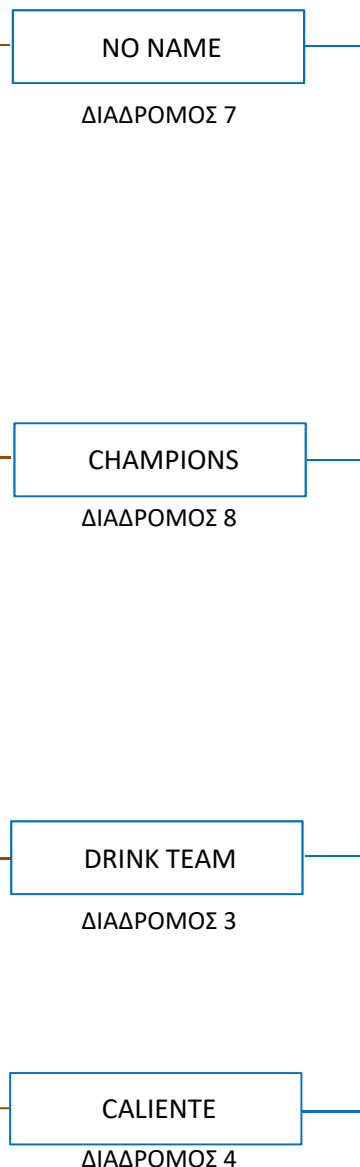 NO NAME
ΔΙΑΔΡΟΜΟΣ 7
CHAMPIONS
ΔΙΑΔΡΟΜΟΣ 8
DRINK TEAM
ΔΙΑΔΡΟΜΟΣ 3
CALIENTE
ΔΙΑΔΡΟΜΟΣ 4